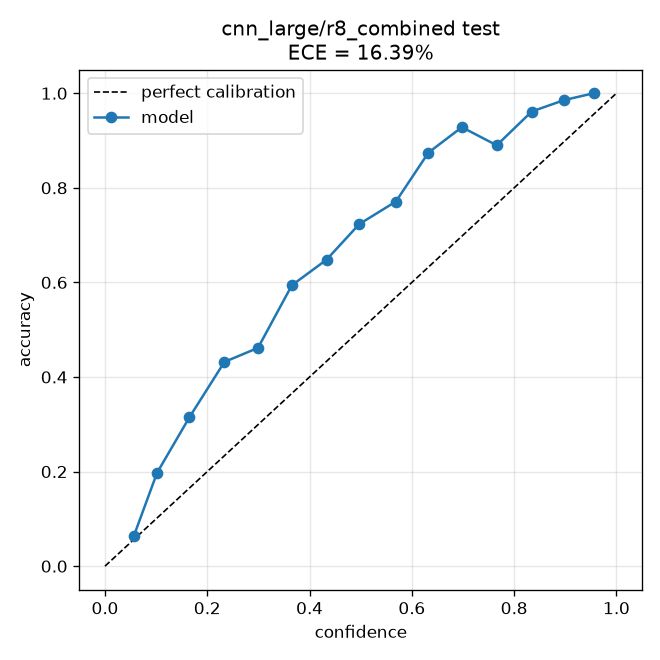 cnn_large/r8_combined test
ECE = 16.39%
perfect calibration
model
1.0
0.8
0.6
0.4
0.2
0.0
accuracy
0.0 0.2 0.4 0.6 0.8 1.0
confidence